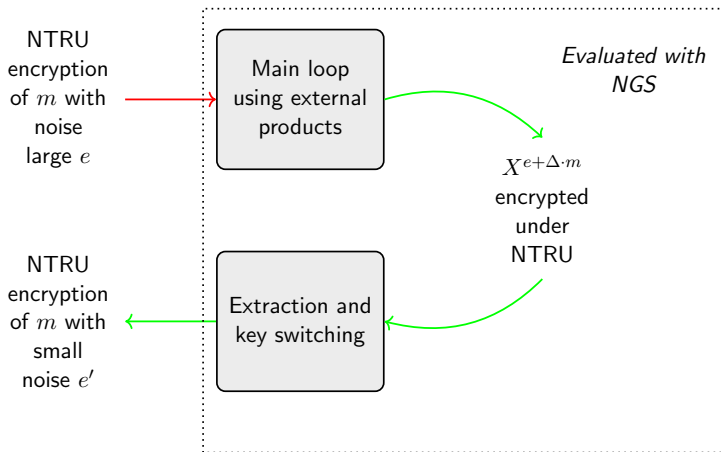 NTRU
encryption
of m with
noise
large e
Main loop
using external
products
Evaluated with
NGS
X^{e+Δ·m}
encrypted
under
NTRU
NTRU
encryption
of m with
small
noise e′
Extraction and
key switching